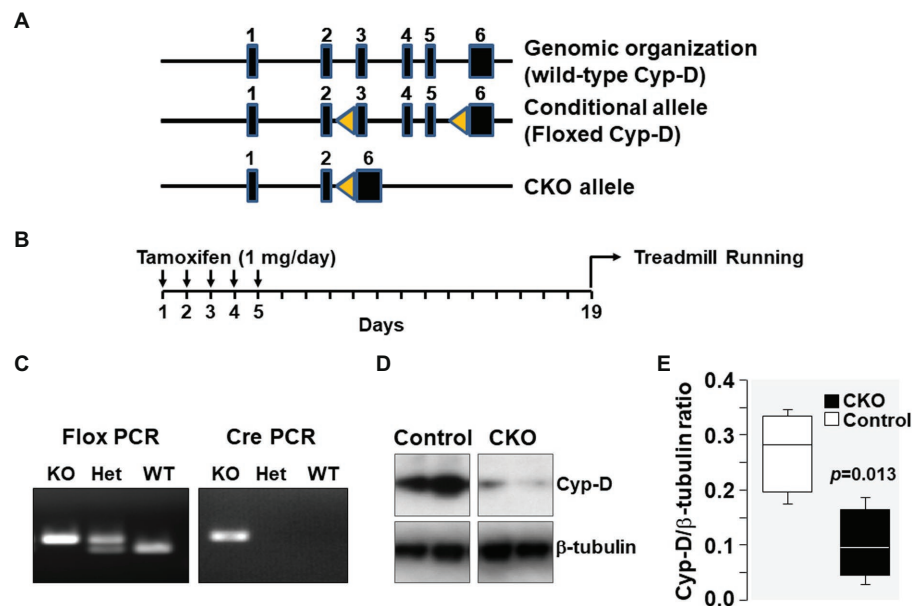 A
1 2 3 4 5 6
Genomic organization
(wild-type Cyp-D)
1 2 3 4 5 6
Conditional allele
(Floxed Cyp-D)
1 2 6
CKO allele
B
Tamoxifen (1 mg/day)
Treadmill Running
1 2 3 4 5 19
Days
C
Flox PCR Cre PCR
KO Het WT KO Het WT
D
Control CKO
Cyp-D
β-tubulin
E
Cyp-D/β-tubulin ratio
0.4
0.3
0.2
0.1
0.0
CKO
Control
p=0.013